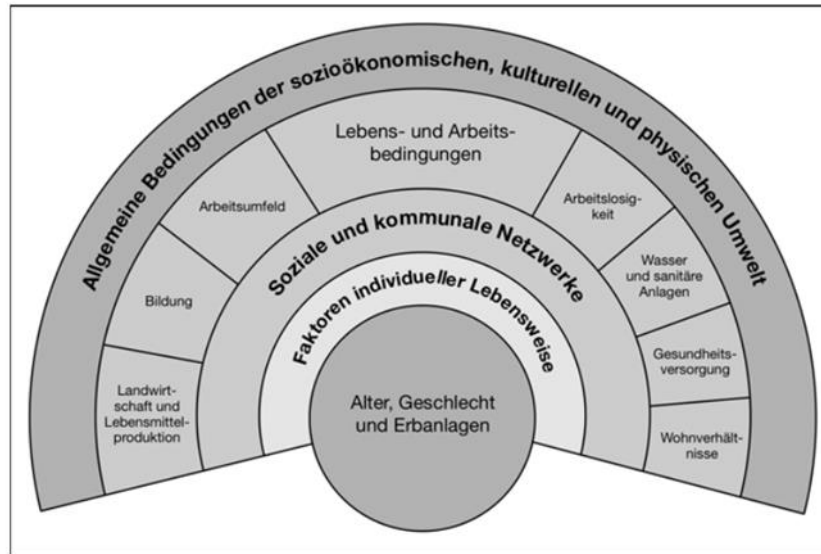 Allgemeine Bedingungen der sozioökonomischen, kulturellen und physischen Umwelt
Lebens- und Arbeits-
bedingungen
Arbeitsumfeld
Bildung
Landwirt-
schaft und
Lebensmittel-
produktion
Arbeitslosig-
keit
Wasser
und sanitäre
Anlagen
Gesundheits-
versorgung
Wohnverhält-
nisse
Soziale und kommunale Netzwerke
Faktoren individueller Lebensweise
Alter, Geschlecht
und Erbanlagen